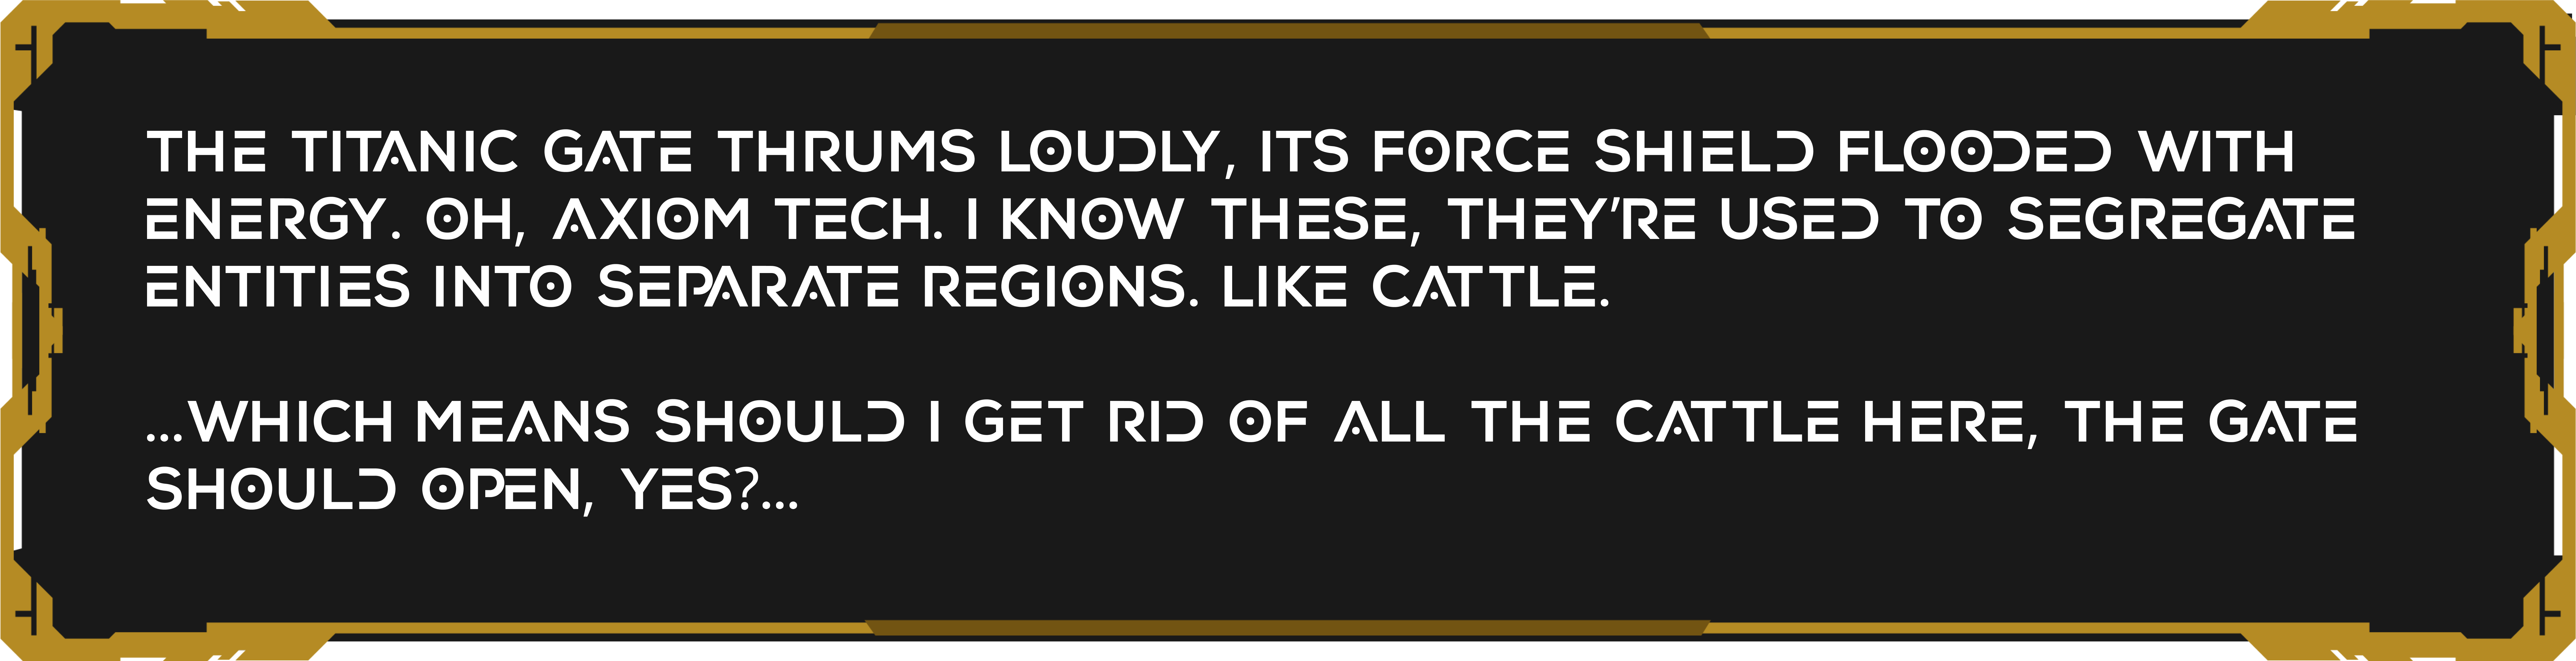 THE TITANIC GATE THRUMS LOUDLY, ITS FORCE SHIELD FLOODED WITH
ENERGY. OH, AXIOM TECH. I KNOW THESE, THEY'RE USED TO SEGREGATE
ENTITIES INTO SEPARATE REGIONS. LIKE CATTLE.
...WHICH MEANS SHOULD I GET RID OF ALL THE CATTLE HERE, THE GATE
SHOULD OPEN, YES?...